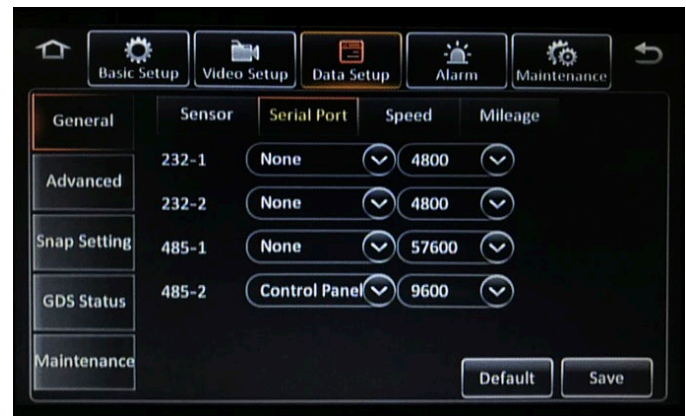 Basic Setup
Video Setup
Data Setup
Alarm
Maintenance
General
Advanced
Snap Setting
GDS Status
Maintenance
Sensor
Serial Port
Speed
Mileage
232-1 None 4800
232-2 None 4800
485-1 None 57600
485-2 Control Panel 9600
Default
Save